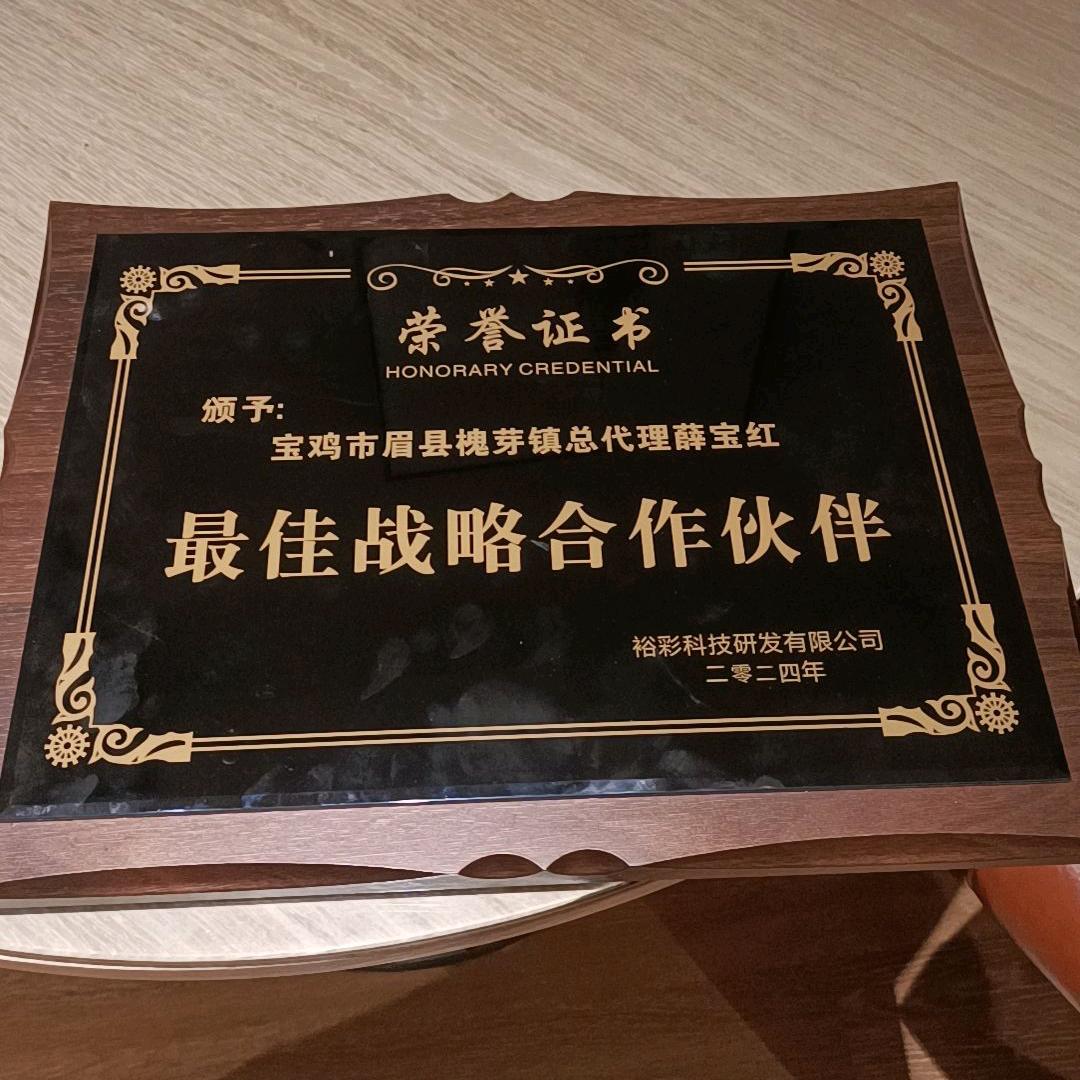 荣誉证书
HONORARY CREDENTIAL
颁予:
宝鸡市眉县槐芽镇总代理薛宝红
最佳战略合作伙伴
裕彩科技研发有限公司
二零二四年